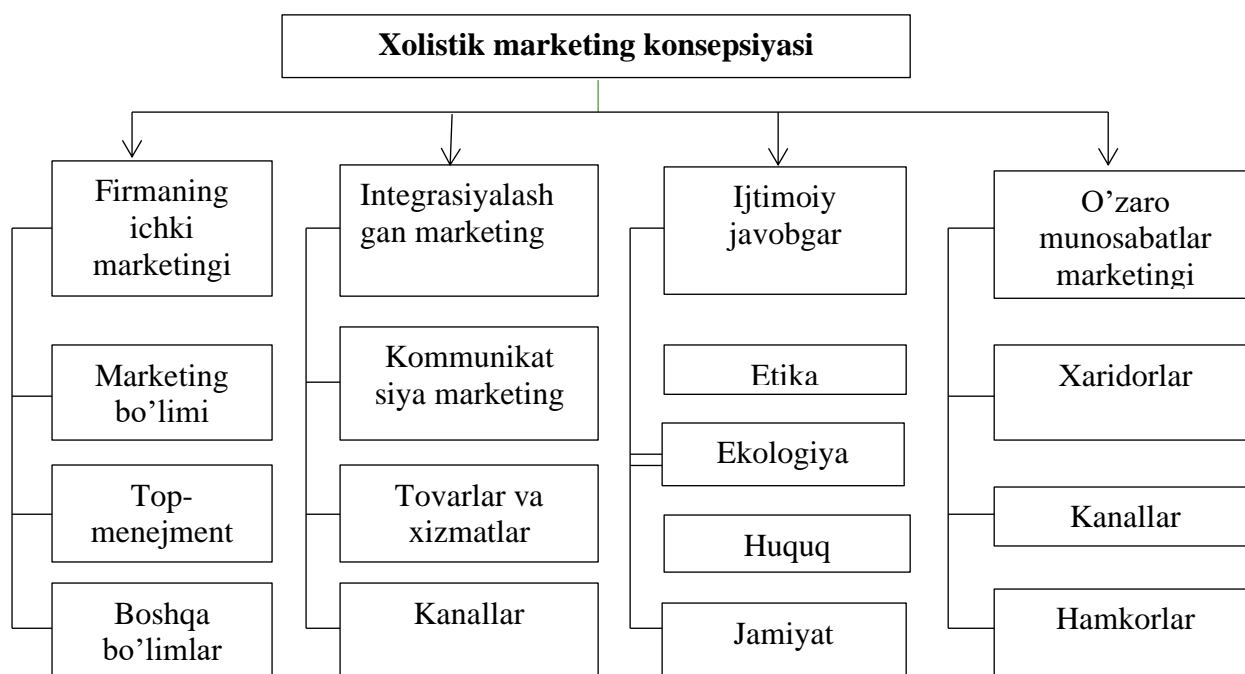 Xolistik marketing konsepsiyasi
Firmaning
ichki
marketingi
Marketing
bo’limi
Top-
menejment
Boshqa
bo’limlar
Integrasiyalash
gan marketing
Kommunikat
siya marketing
Tovarlar va
xizmatlar
Kanallar
Ijtimoiy
javobgar
Etika
Ekologiya
Huquq
Jamiyat
O’zaro
munosabatlar
marketingi
Xaridorlar
Kanallar
Hamkorlar